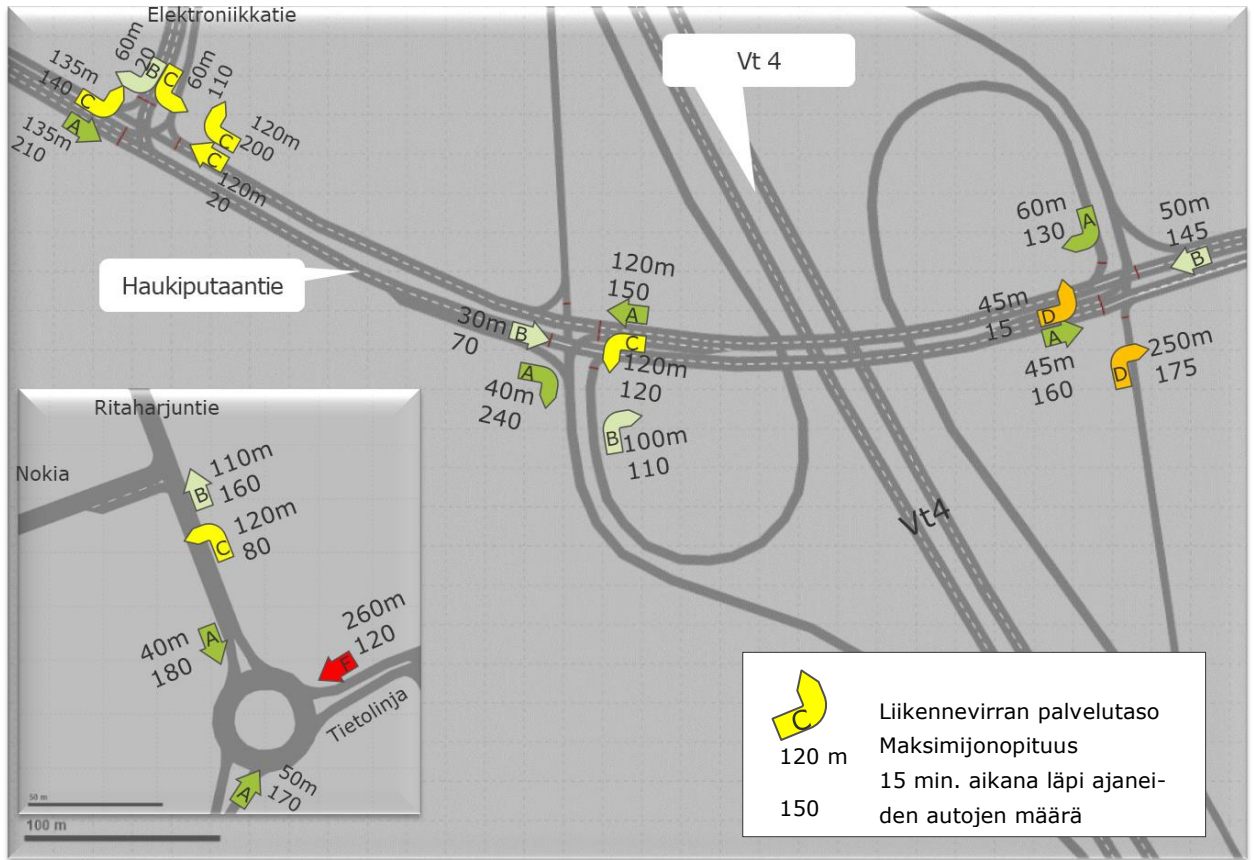 Elektroniikkatie
60m
20
B
C
60m
110
135m
140
C
A
135m
210
C
120m
200
C
120m
20
Vt 4
Haukiputaantie
120m
150
A
30m
70
B
C
120m
120
A
40m
240
B
100m
110
60m
130
A
50m
145
B
45m
15
D
A
45m
160
D
250m
175
Vt4
Ritaharjuntie
Nokia
110m
160
B
120m
80
C
40m
180
A
260m
120
F
Tietolinja
50m
170
A
50 m
100 m
C
Liikennevirran palvelutaso
120 m
Maksimijonopituus
150
15 min. aikana läpi ajanei-
den autojen määrä